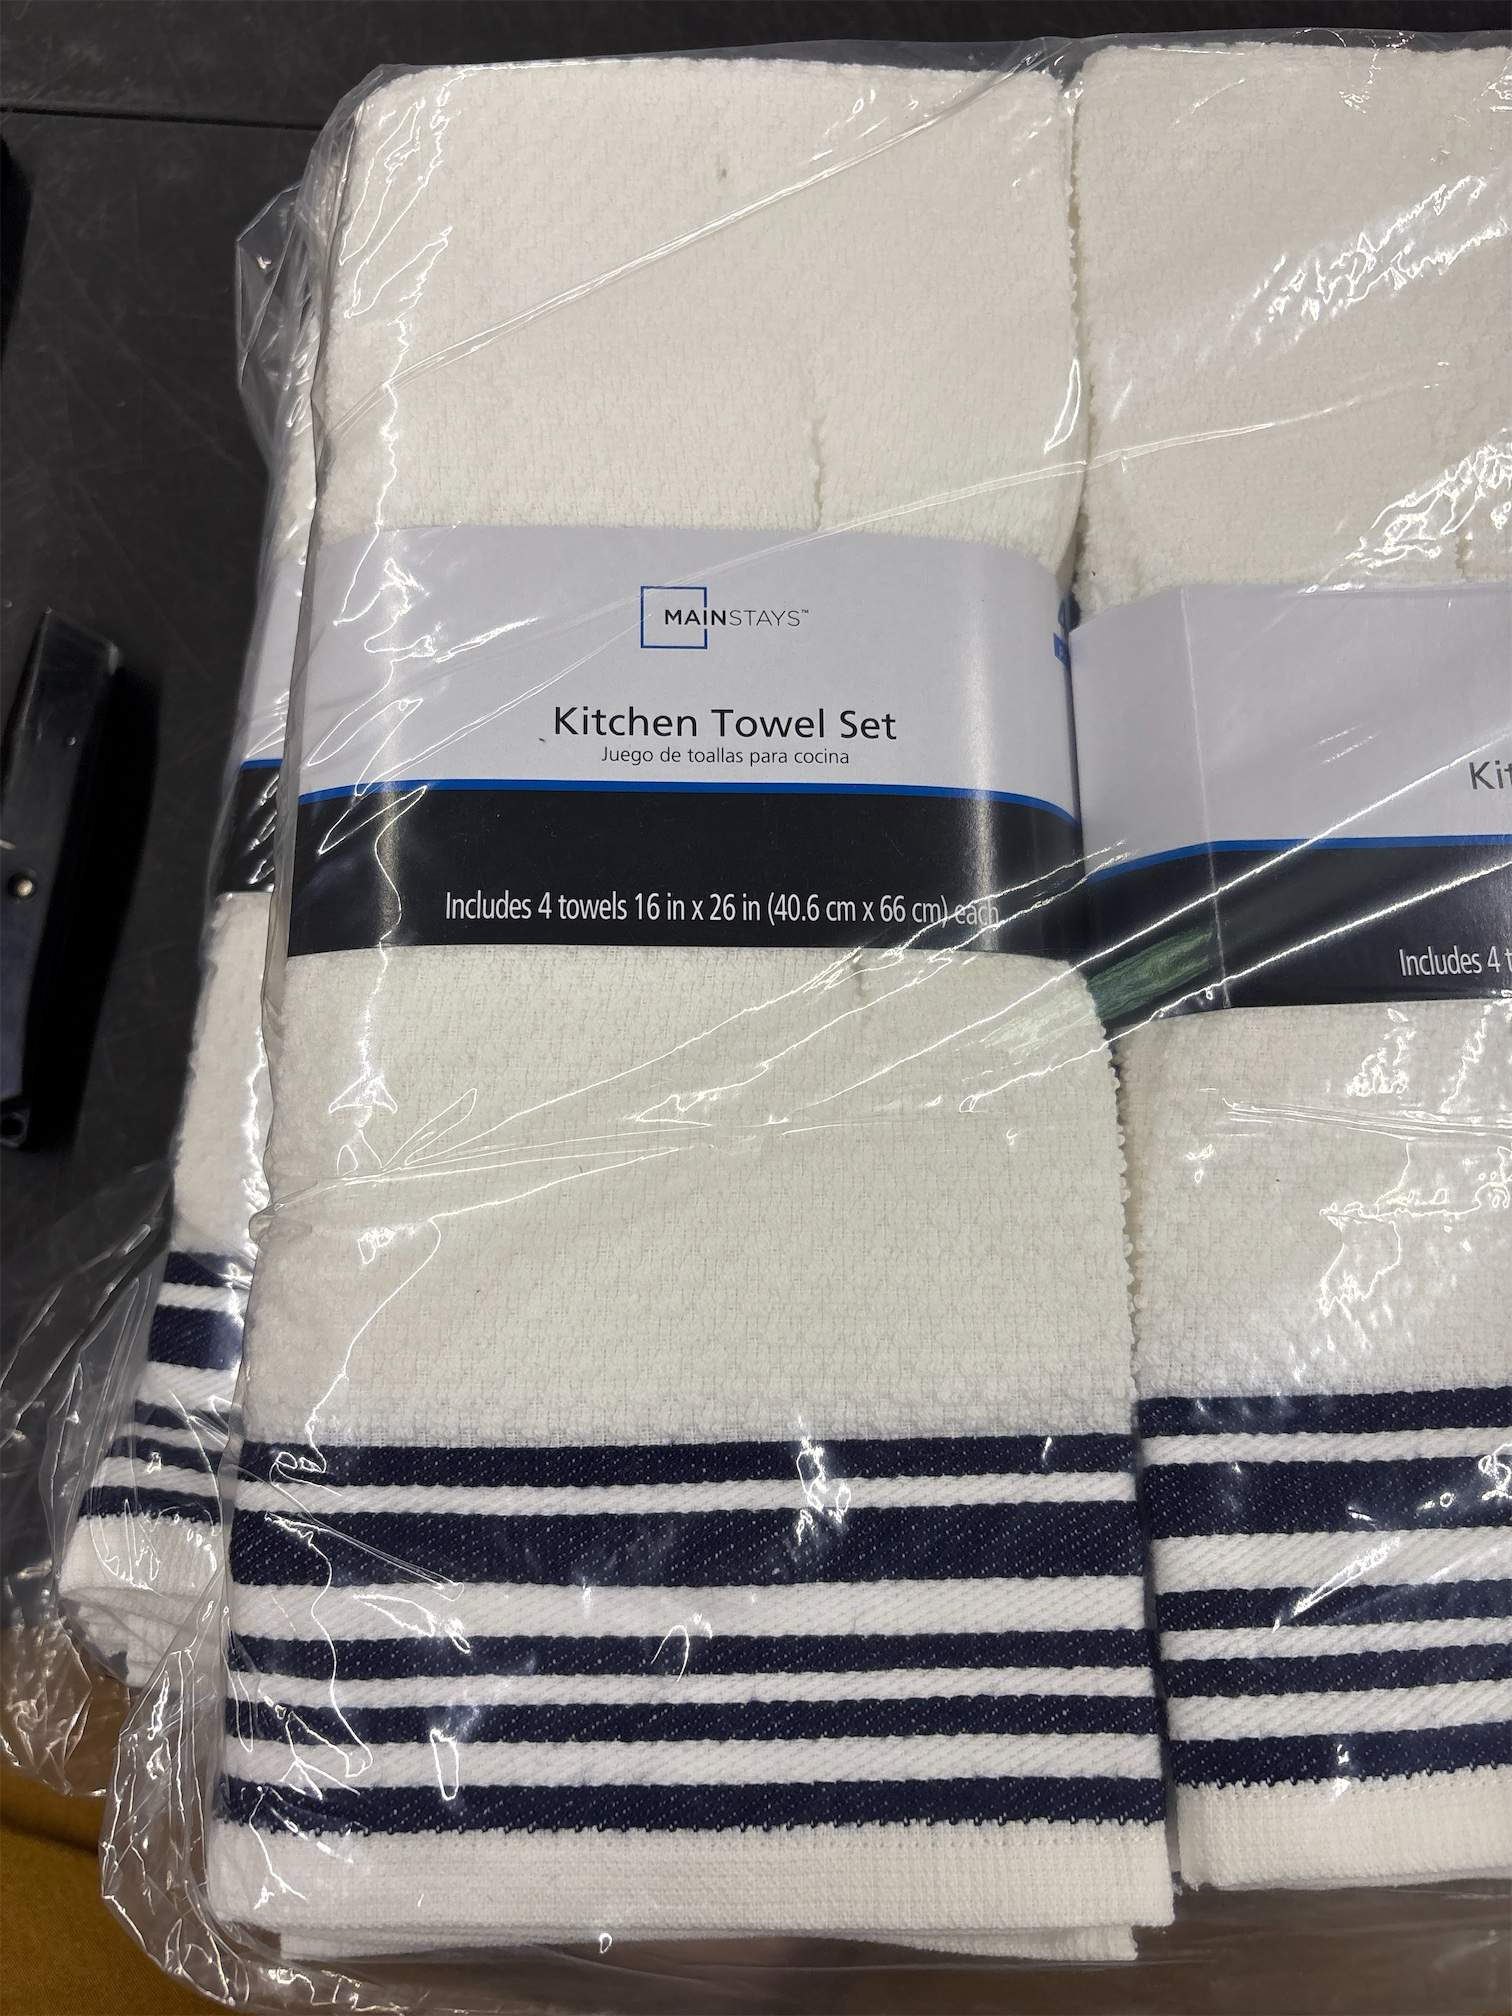 MAINSTAYS™
Kitchen Towel Set
Juego de toallas para cocina
Includes 4 towels 16 in x 26 in (40.6 cm x 66 cm) each
Kit
Includes 4 t